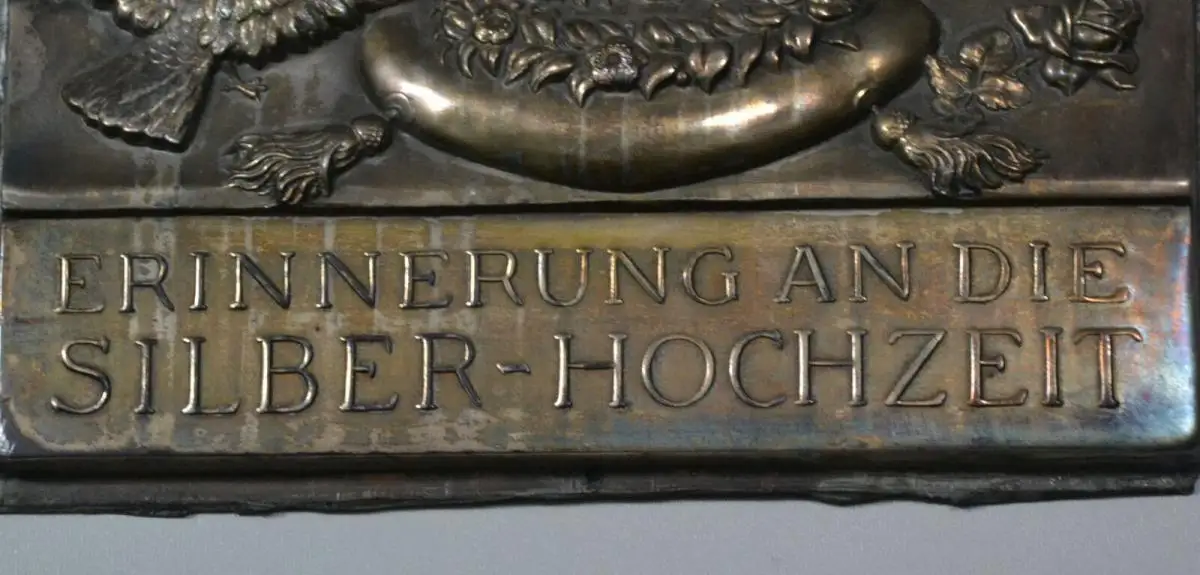 ERINNERUNG AN DIE
SILBER-HOCHZEIT